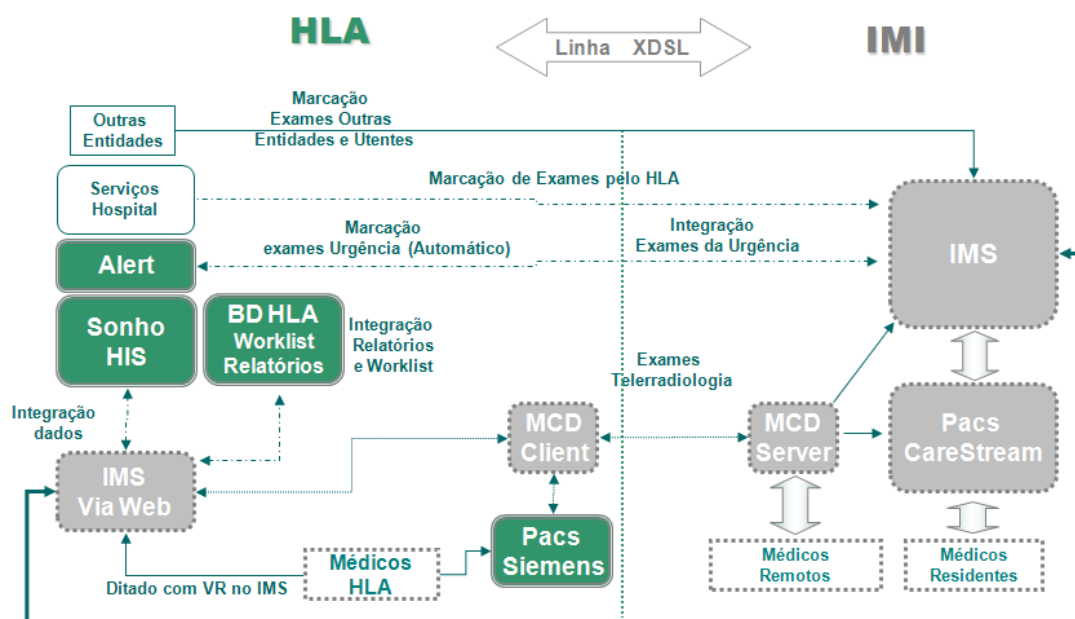 HLA
Linha XDSL
IMI
Outras
Entidades
Marcação
Exames Outras
Entidades e Utentes
Serviços
Hospital
Marcação de Exames pelo HLA
Marcação
exames Urgência (Automático)
Integração
Exames da Urgência
IMS
Alert
Sonho
HIS
BD HLA
Worklist
Relatórios
Integração
Relatórios
e Worklist
Exames
Telerradiologia
Integração
dados
MCD
Client
MCD
Server
Pacs
CareStream
IMS
Via Web
Pacs
Siemens
Médicos
HLA
Ditado com VR no IMS
Médicos
Remotos
Médicos
Residentes